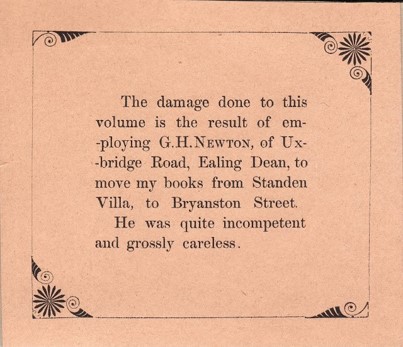 The damage done to this
volume is the result of em-
-ploying G.H.NEWTON, of Ux-
-bridge Road, Ealing Dean, to
move my books from Standen
Villa, to Bryanston Street.
He was quite incompetent
and grossly careless.